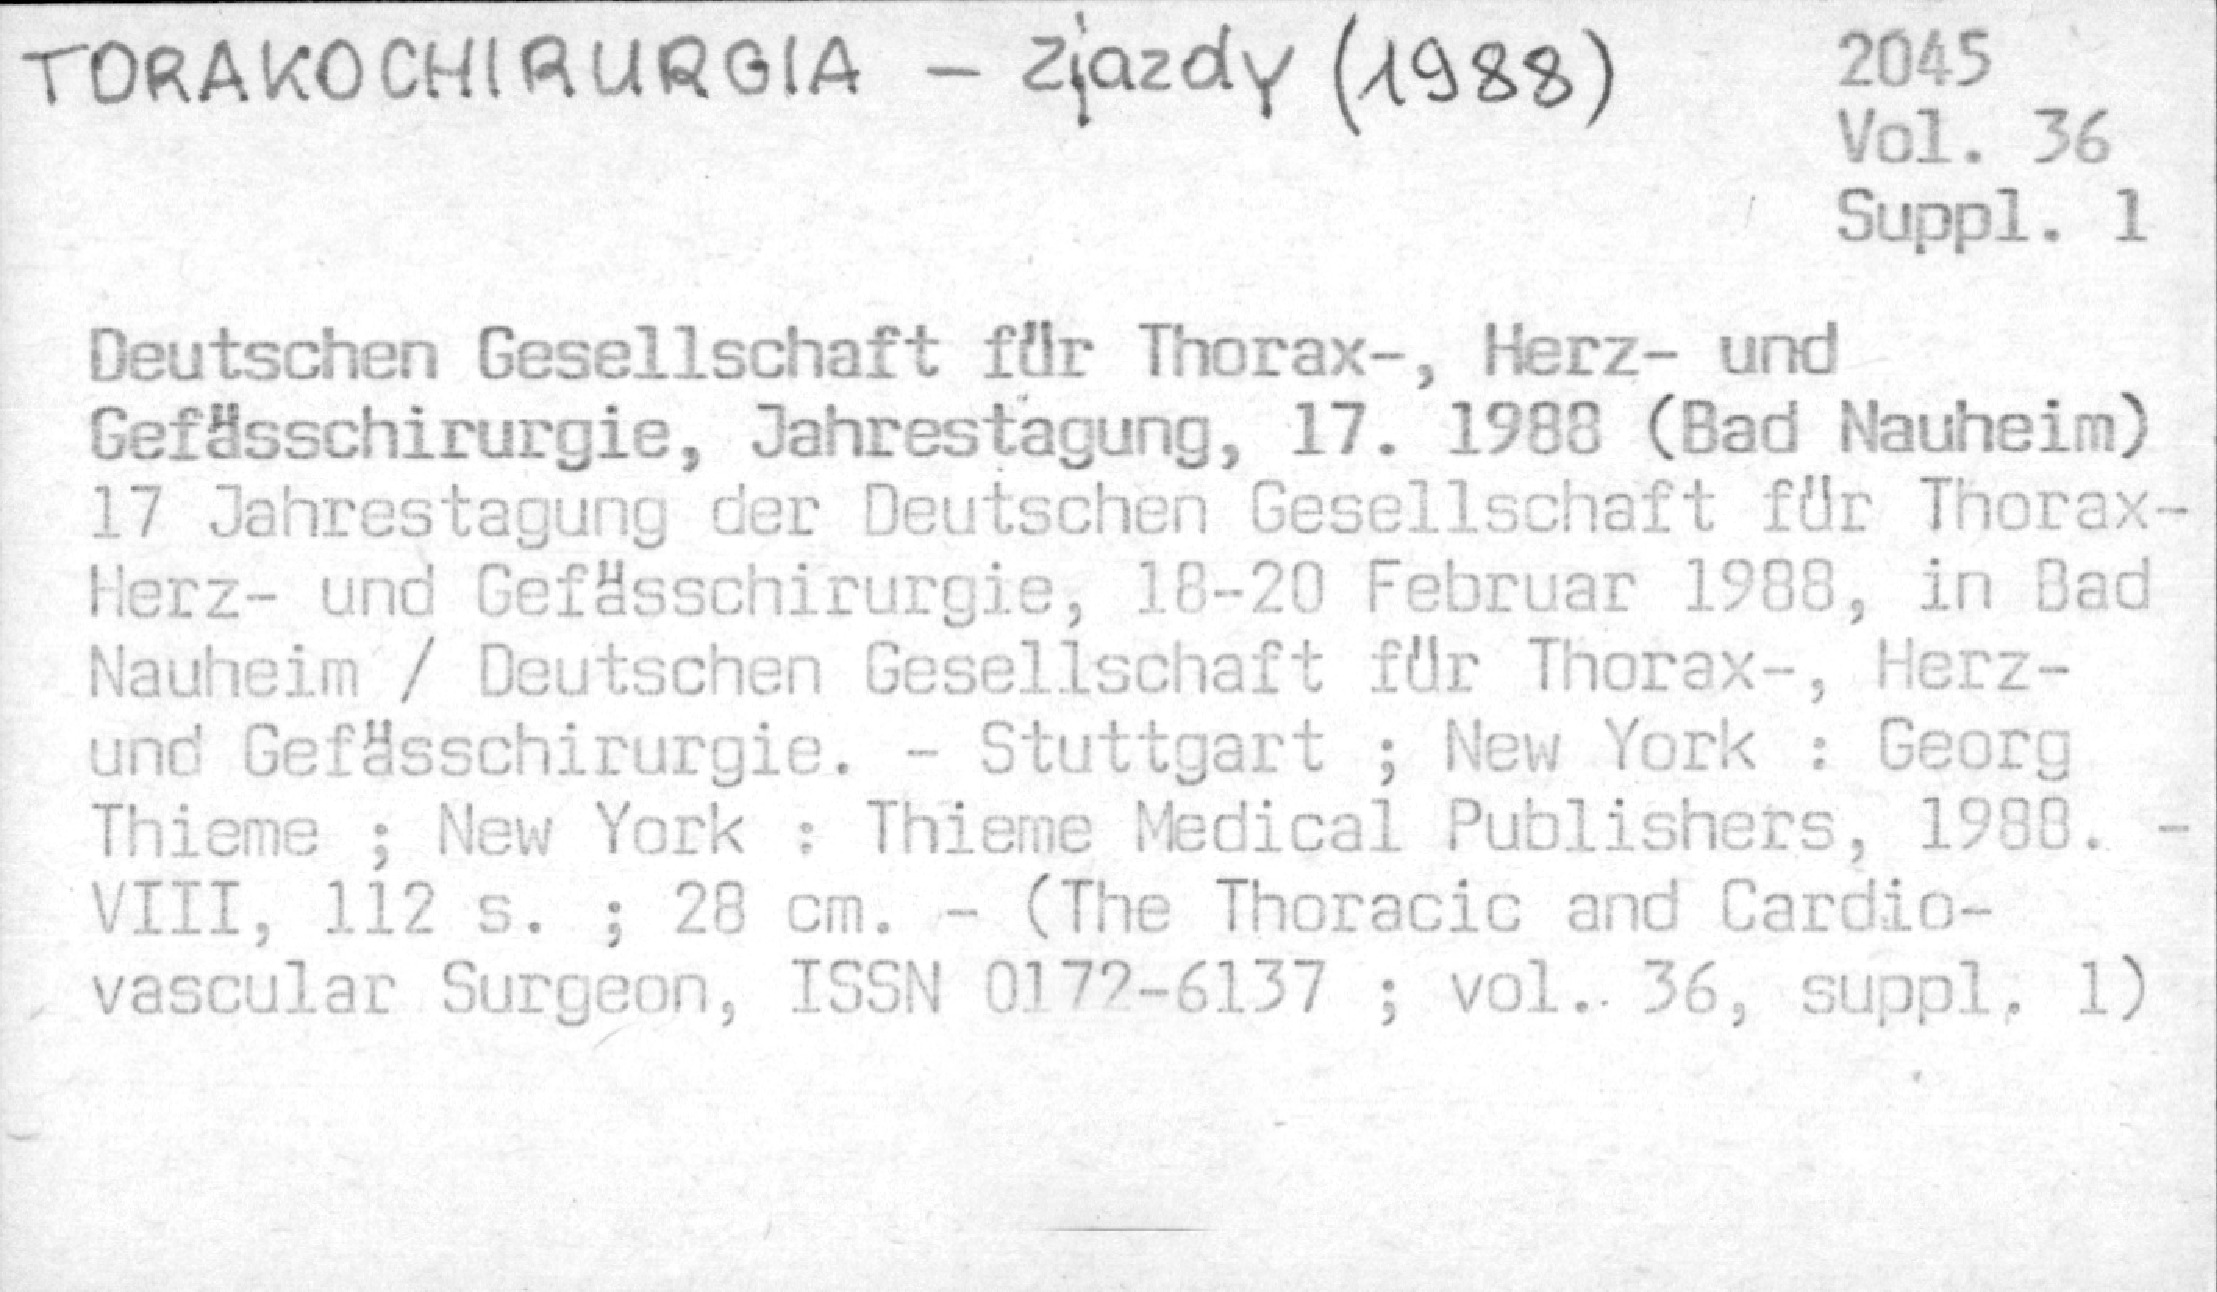 TORAKOCHIRURGIA - zjazdy (1988)
2045
Vol. 36
Suppl. 1
Deutschen Gesellschaft für Thorax-, Herz- und
Gefässchirurgie, Jahrestagung, 17. 1988 (Bad Nauheim)
17 Jahrestagung der Deutschen Gesellschaft für Thorax-
Herz- und Gefässchirurgie, 18-20 Februar 1988, in Bad
Nauheim / Deutschen Gesellschaft für Thorax-, Herz-
und Gefässchirurgie. - Stuttgart ; New York : Georg
Thieme ; New York : Thieme Medical Publishers, 1988. -
VIII, 112 s. ; 28 cm. - (The Thoracic and Cardio-
vascular Surgeon, ISSN 0172-6137 ; vol. 36, suppl. 1)